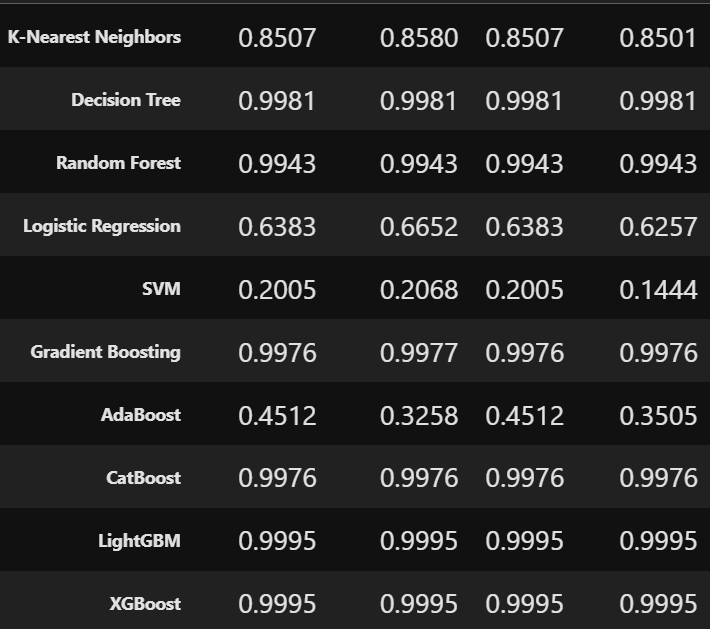 K-Nearest Neighbors 0.8507 0.8580 0.8507 0.8501
Decision Tree 0.9981 0.9981 0.9981 0.9981
Random Forest 0.9943 0.9943 0.9943 0.9943
Logistic Regression 0.6383 0.6652 0.6383 0.6257
SVM 0.2005 0.2068 0.2005 0.1444
Gradient Boosting 0.9976 0.9977 0.9976 0.9976
AdaBoost 0.4512 0.3258 0.4512 0.3505
CatBoost 0.9976 0.9976 0.9976 0.9976
LightGBM 0.9995 0.9995 0.9995 0.9995
XGBoost 0.9995 0.9995 0.9995 0.9995